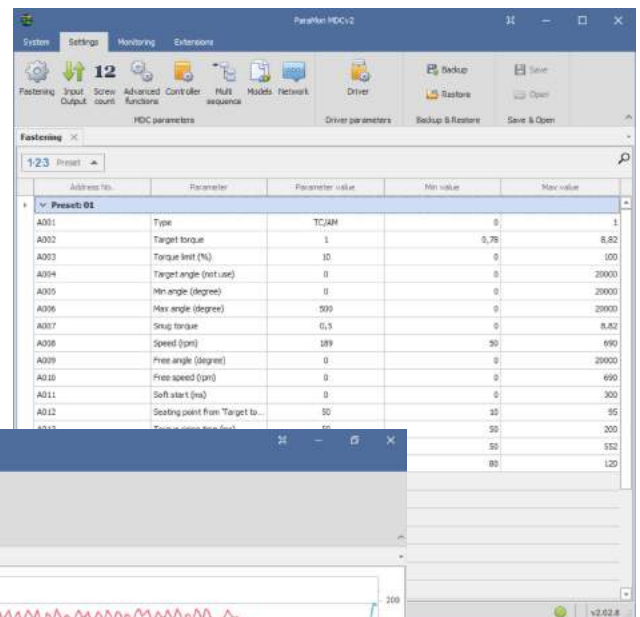 ParaMon MDCv2
System Settings Monitoring Extensions
Fastening Input Output 12 Screw count Advanced functions Controller Multi sequence Models Network Driver Backup Restore Save Open
MDC parameters Driver parameters Backup & Restore Save & Open
Fastening
1·2·3 Preset
Address No. Parameter Parameter value Min value Max value
Preset: 01
A001 Type TC/AM 0 1
A002 Target torque 1 0,78 8,82
A003 Torque limit (%) 10 0 100
A004 Target angle (not use) 0 0 20000
A005 Min angle (degree) 0 0 20000
A006 Max angle (degree) 500 0 20000
A007 Snug torque 0,5 0 8,82
A008 Speed (rpm) 189 50 690
A009 Free angle (degree) 0 0 20000
A010 Free speed (rpm) 0 0 690
A011 Soft start (ms) 0 0 300
A012 Seating point from 'Target to... 50 10 95
50 200
50 552
80 120
200
v2.02.8